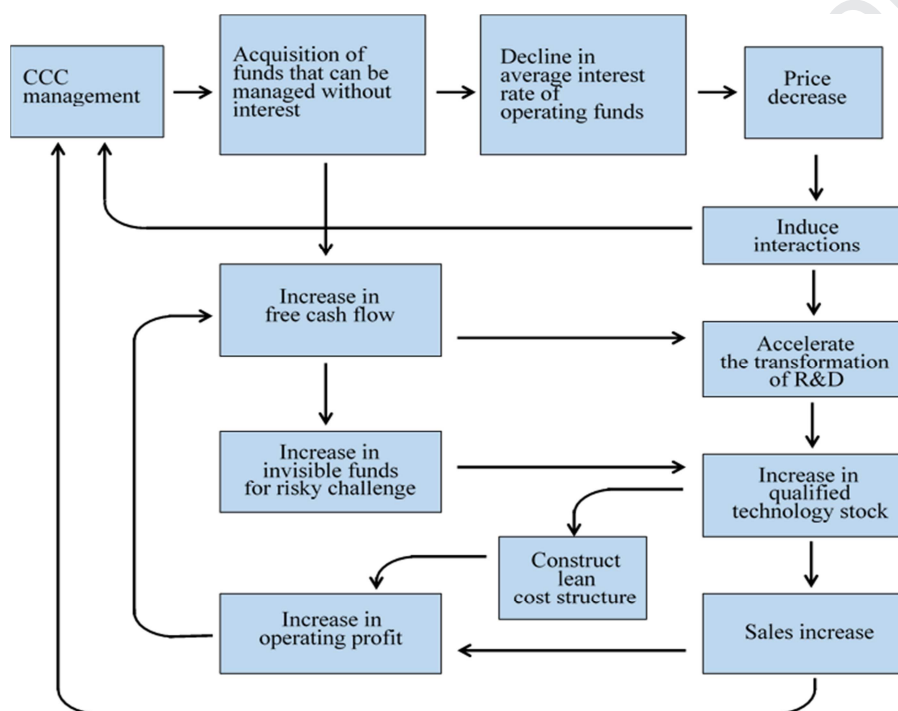 CCC
management
Acquisition of
funds that can be
managed without
interest
Decline in
average interest
rate of
operating funds
Price
decrease
Induce
interactions
Increase in
free cash flow
Accelerate
the transformation
of R&D
Increase in
invisible funds
for risky challenge
Increase in
qualified
technology stock
Construct
lean
cost structure
Increase in
operating profit
Sales increase